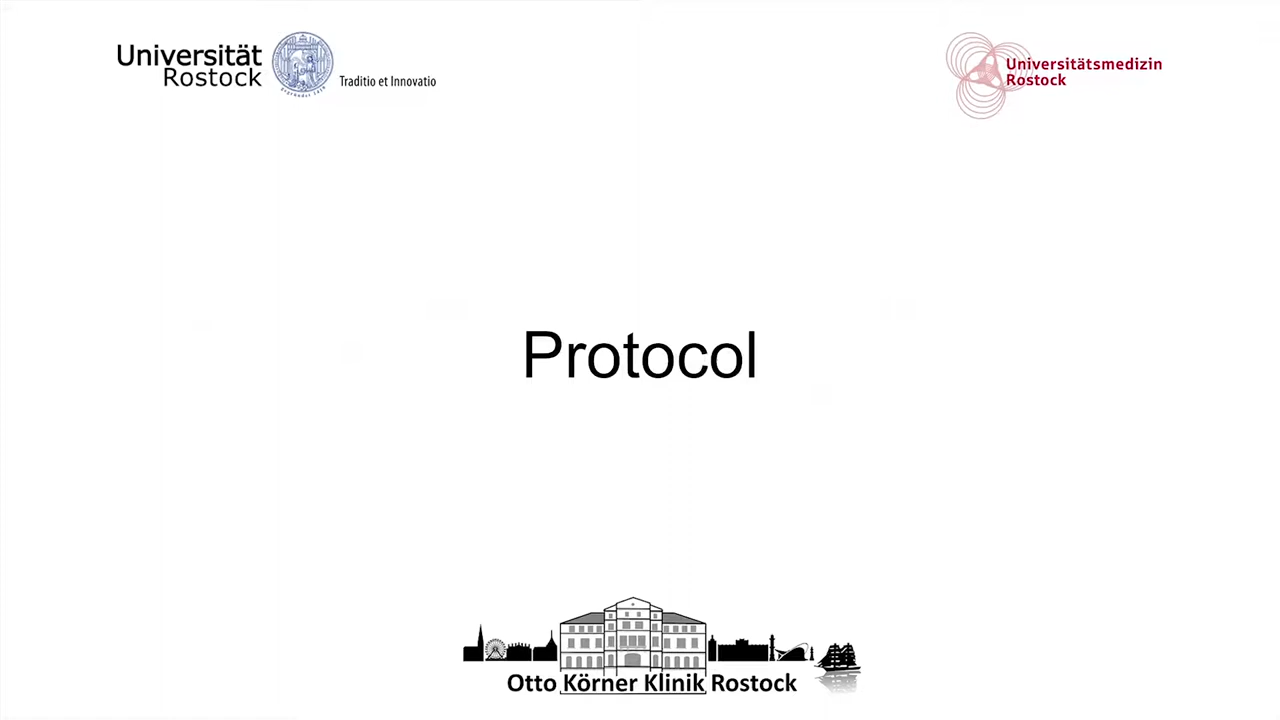 Universität
Rostock
Traditio et Innovatio
Universitätsmedizin
Rostock
Protocol
Otto Körner Klinik Rostock